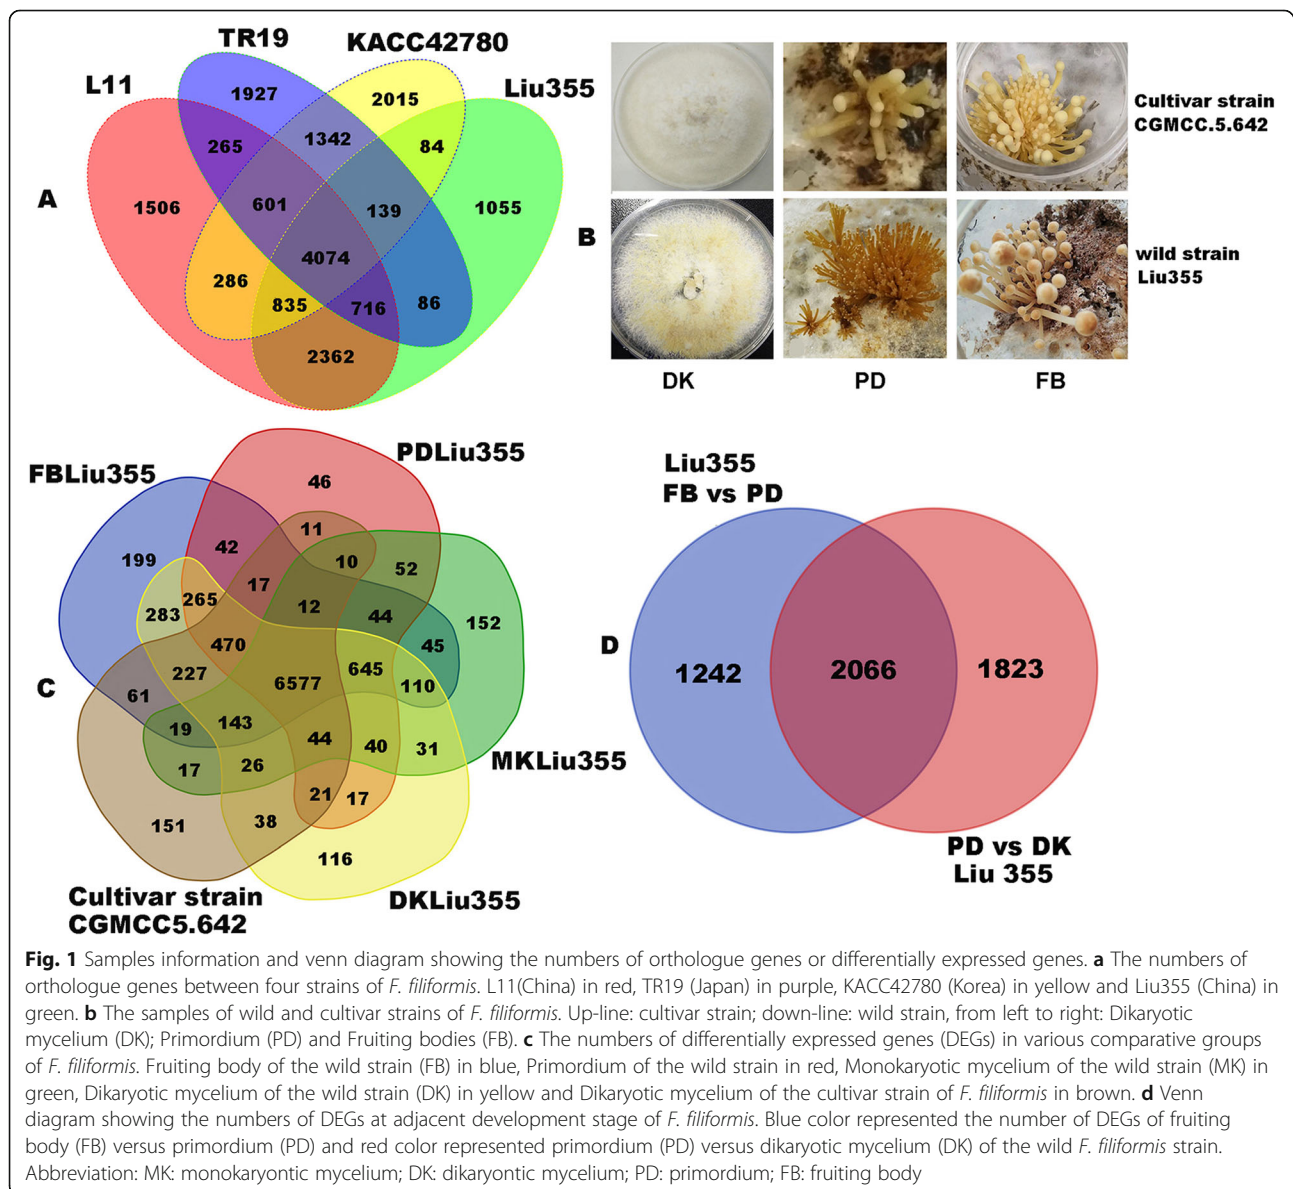 TR19
KACC42780
L11
Liu355
1927
2015
265
1342
84
A
1506
601
139
1055
4074
286
835
716
86
2362
Cultivar strain
CGMCC.5.642
B
wild strain
Liu355
DK
PD
FB
PDLiu355
FBLiu355
46
11
42
199
10
52
17
265
283
12
44
152
470
45
645
227
6577
110
C
61
19
143
44
40
31
17
26
MKLiu355
21
17
151
38
116
Cultivar strain
CGMCC5.642
DKLiu355
Liu355
FB vs PD
D
1242
2066
1823
PD vs DK
Liu 355
Fig. 1 Samples information and venn diagram showing the numbers of orthologue genes or differentially expressed genes. a The numbers of
orthologue genes between four strains of F. filiformis. L11(China) in red, TR19 (Japan) in purple, KACC42780 (Korea) in yellow and Liu355 (China) in
green. b The samples of wild and cultivar strains of F. filiformis. Up-line: cultivar strain; down-line: wild strain, from left to right: Dikaryotic
mycelium (DK); Primordium (PD) and Fruiting bodies (FB). c The numbers of differentially expressed genes (DEGs) in various comparative groups
of F. filiformis. Fruiting body of the wild strain (FB) in blue, Primordium of the wild strain in red, Monokaryotic mycelium of the wild strain (MK) in
green, Dikaryotic mycelium of the wild strain (DK) in yellow and Dikaryotic mycelium of the cultivar strain of F. filiformis in brown. d Venn
diagram showing the numbers of DEGs at adjacent development stage of F. filiformis. Blue color represented the number of DEGs of fruiting
body (FB) versus primordium (PD) and red color represented primordium (PD) versus dikaryotic mycelium (DK) of the wild F. filiformis strain.
Abbreviation: MK: monokaryontic mycelium; DK: dikaryontic mycelium; PD: primordium; FB: fruiting body